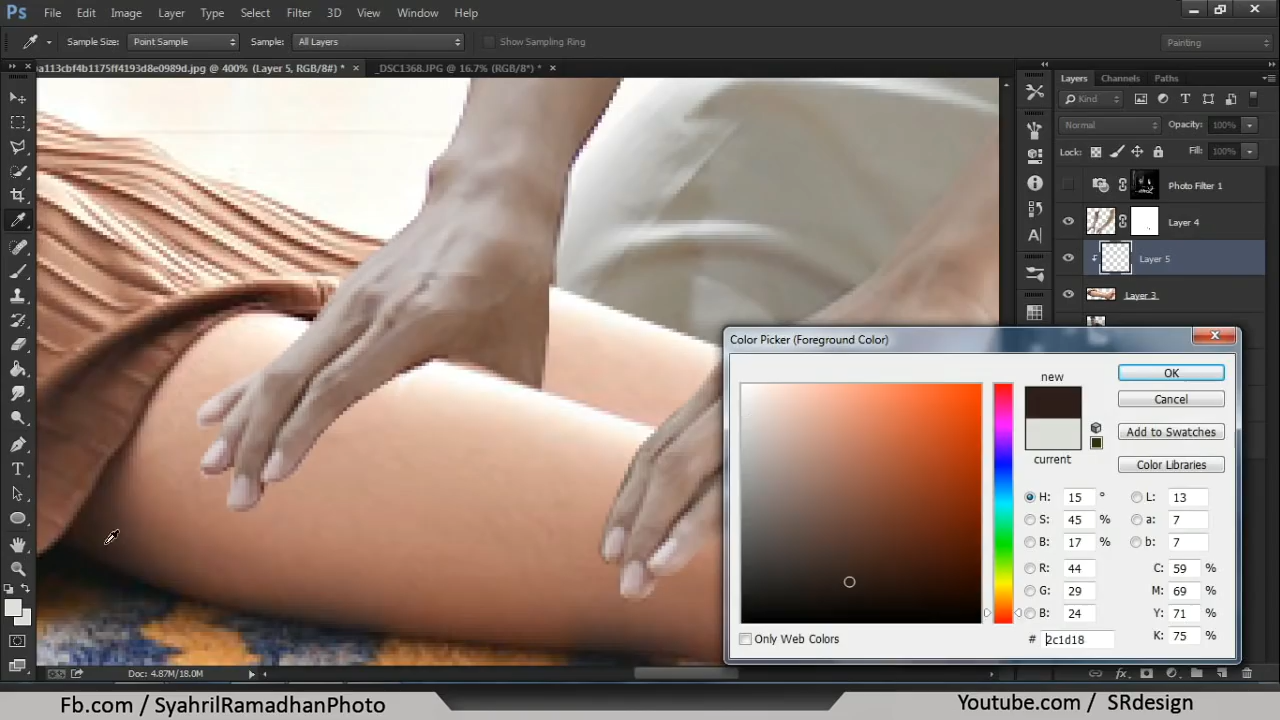 Ps File Edit Image Layer Type Select Filter 3D View Window Help
Sample Size: Point Sample Sample: All Layers Show Sampling Ring Painting
a113cbf4b1175ff4193d8e0989d.jpg @ 400% (Layer 5, RGB/8#) * × _DSC1368.JPG @ 16.7% (RGB/8*) * ×
Layers Channels Paths
Kind
Normal Opacity: 100%
Lock: Fill: 100%
Photo Filter 1
Layer 4
Layer 5
Layer 3
Color Picker (Foreground Color)
new
current
OK
Cancel
Add to Swatches
Color Libraries
H: 15 ° L: 13
S: 45 % a: 7
B: 17 % b: 7
R: 44 C: 59 %
G: 29 M: 69 %
B: 24 Y: 71 %
K: 75 %
Only Web Colors # 2c1d18
Doc: 4.87M/18.0M
Fb.com / SyahrilRamadhanPhoto
Youtube.com / SRdesign